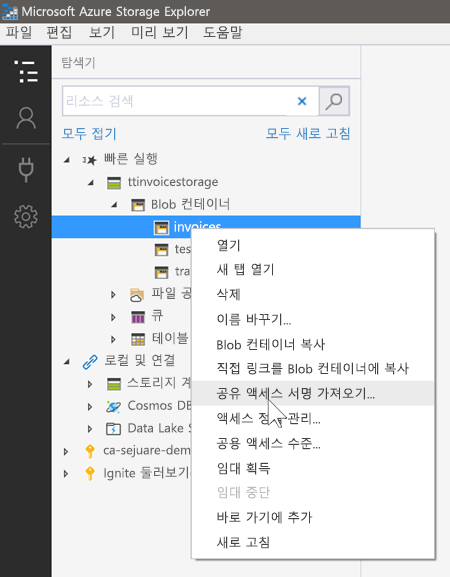 Microsoft Azure Storage Explorer
파일 편집 보기 미리 보기 도움말
탐색기
리소스 검색
모두 접기 모두 새로 고침
빠른 실행
ttinvoicestorage
Blob 컨테이너
invoices
tes
tra
파일 공
큐
테이블
로컬 및 연결
스토리지 계
Cosmos DB
Data Lake S
ca-sejuare-dem
Ignite 둘러보기
열기
새 탭 열기
삭제
이름 바꾸기...
Blob 컨테이너 복사
직접 링크를 Blob 컨테이너에 복사
공유 액세스 서명 가져오기...
액세스 정 관리...
공용 액세스 수준...
임대 획득
임대 중단
바로 가기에 추가
새로 고침